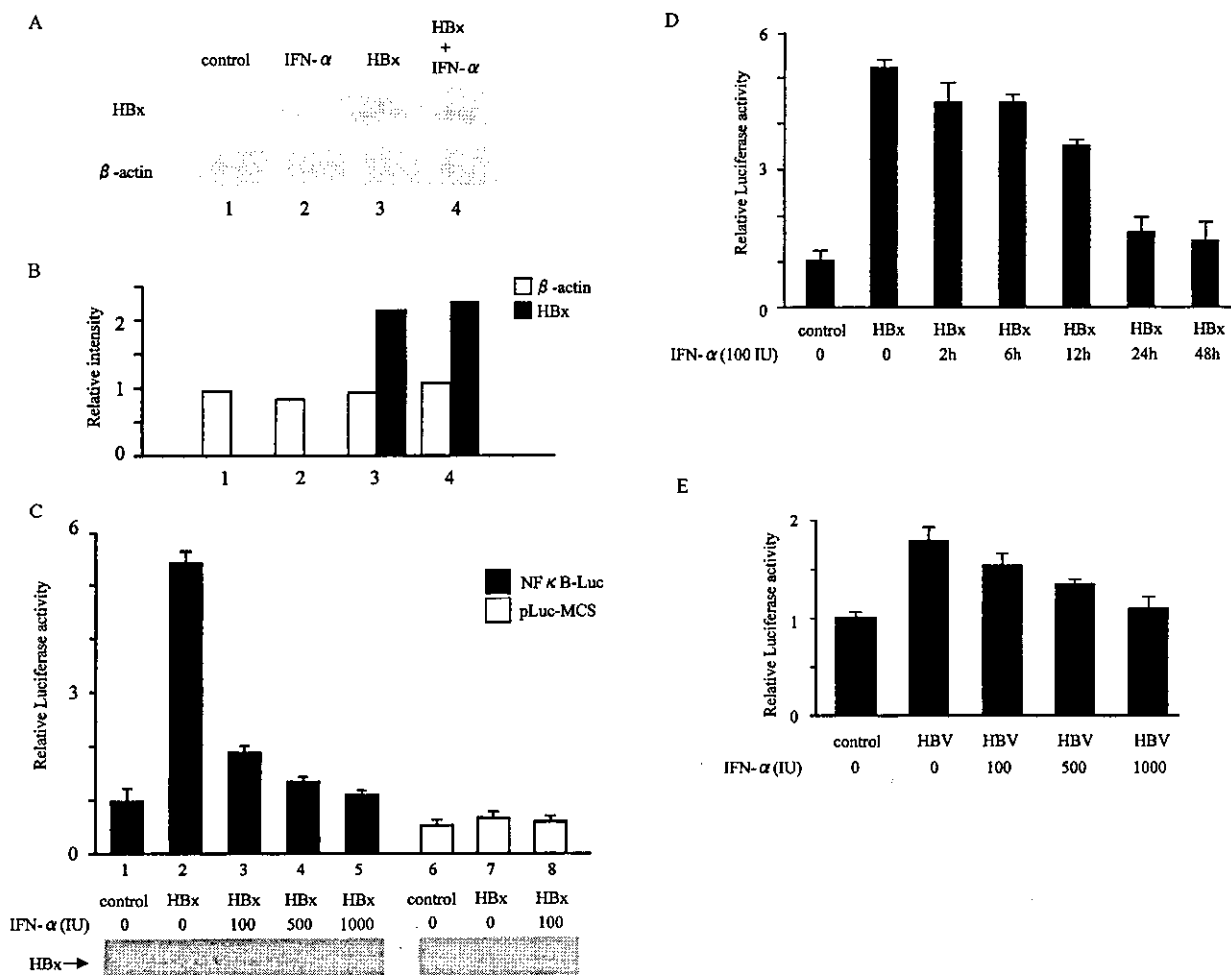 A
control IFN-α HBx HBx + IFN-α
HBx
β-actin
1 2 3 4
B
Relative intensity
2
1
0
β-actin
HBx
1 2 3 4
C
Relative Luciferase activity
6
3
0
NFκB-Luc
pLuc-MCS
1 2 3 4 5 6 7 8
control HBx HBx HBx HBx control HBx HBx
IFN-α (IU) 0 0 100 500 1000 0 0 100
HBx→
D
Relative Luciferase activity
6
3
0
control HBx HBx HBx HBx HBx HBx
IFN-α (100 IU) 0 0 2h 6h 12h 24h 48h
E
Relative Luciferase activity
2
1
0
control HBV HBV HBV HBV
IFN-α (IU) 0 0 100 500 1000